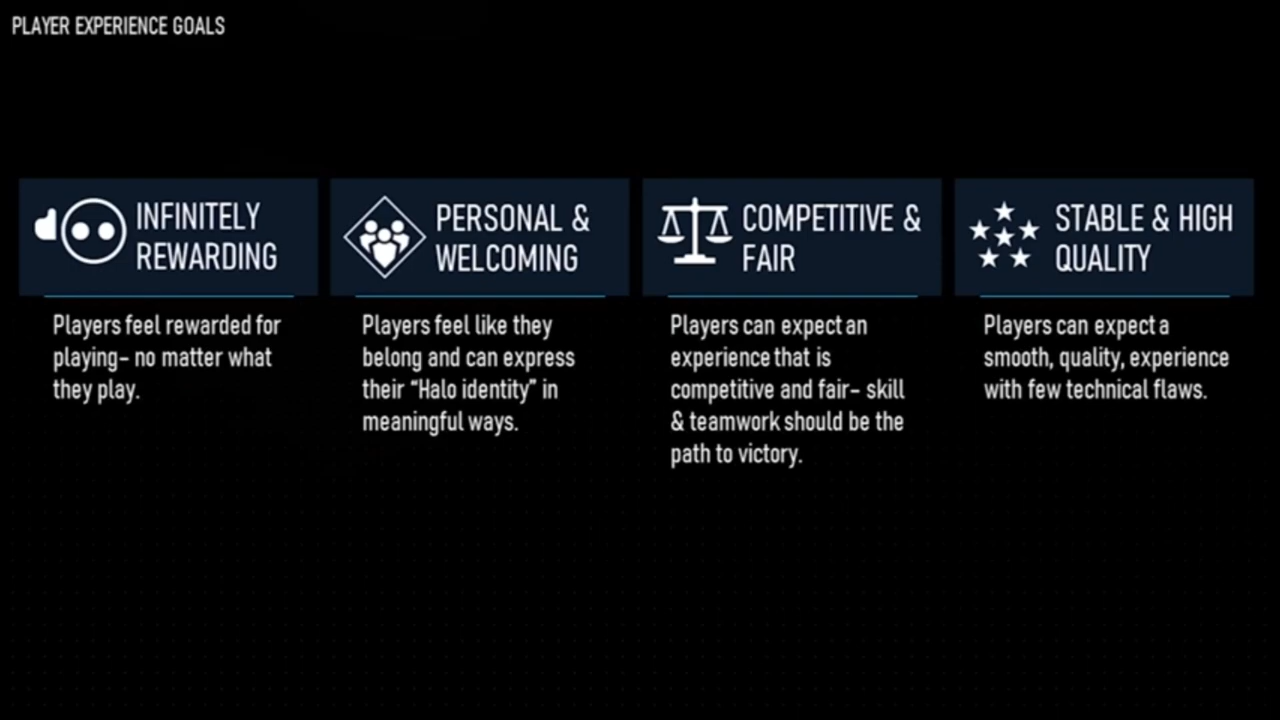 PLAYER EXPERIENCE GOALS
INFINITELY
REWARDING
Players feel rewarded for
playing- no matter what
they play.
PERSONAL &
WELCOMING
Players feel like they
belong and can express
their “Halo identity” in
meaningful ways.
COMPETITIVE &
FAIR
Players can expect an
experience that is
competitive and fair- skill
& teamwork should be the
path to victory.
STABLE & HIGH
QUALITY
Players can expect a
smooth, quality, experience
with few technical flaws.